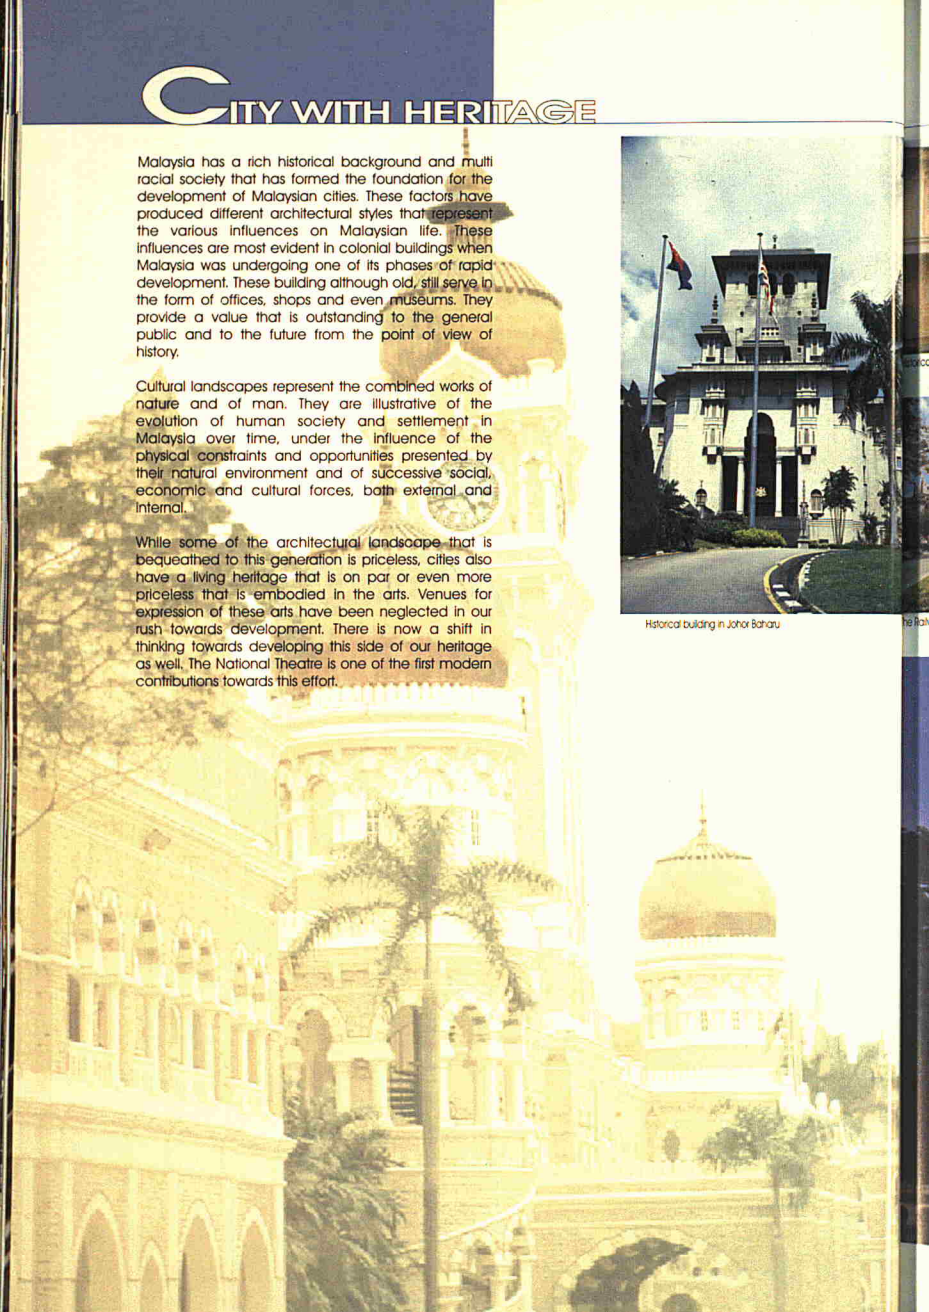 CITY WITH HERITAGE
Malaysia has a rich historical background and multi
racial society that has formed the foundation for the
development of Malaysian cities. These factors have
produced different architectural styles that represent
the various influences on Malaysian life. These
influences are most evident in colonial buildings when
Malaysia was undergoing one of its phases of rapid
development. These building although old, still serve in
the form of offices, shops and even museums. They
provide a value that is outstanding to the general
public and to the future from the point of view of
history.
Cultural landscapes represent the combined works of
nature and of man. They are illustrative of the
evolution of human society and settlement in
Malaysia over time, under the influence of the
physical constraints and opportunities presented by
their natural environment and of successive social,
economic and cultural forces, both external and
internal.
While some of the architectural landscape that is
bequeathed to this generation is priceless, cities also
have a living heritage that is on par or even more
priceless that is embodied in the arts. Venues for
expression of these arts have been neglected in our
rush towards development. There is now a shift in
thinking towards developing this side of our heritage
as well. The National Theatre is one of the first modern
contributions towards this effort.
Historical building in Johor Baharu